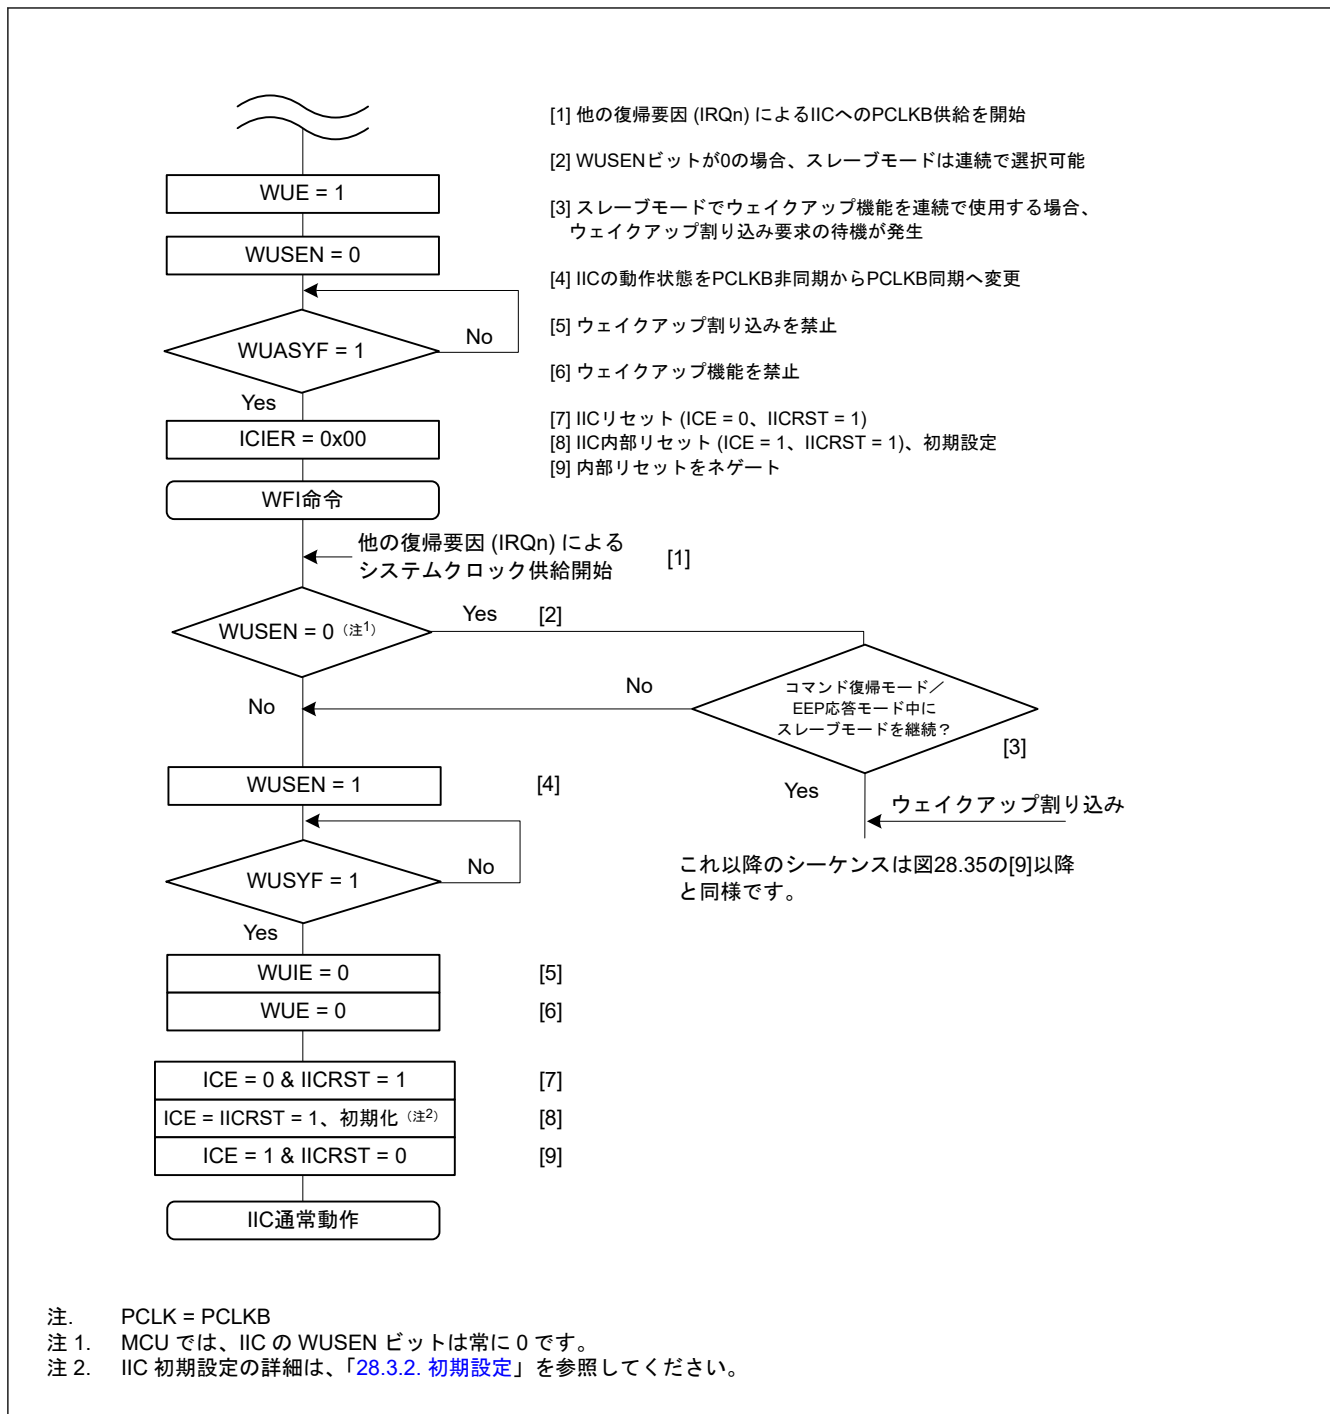 [1] 他の復帰要因 (IRQn) によるIICへのPCLKB供給を開始
[2] WUSENビットが0の場合、スレーブモードは連続で選択可能
[3] スレーブモードでウェイクアップ機能を連続で使用する場合、
ウェイクアップ割り込み要求の待機が発生
[4] IICの動作状態をPCLKB非同期からPCLKB同期へ変更
[5] ウェイクアップ割り込みを禁止
[6] ウェイクアップ機能を禁止
[7] IICリセット (ICE = 0、IICRST = 1)
[8] IIC内部リセット (ICE = 1、IICRST = 1)、初期設定
[9] 内部リセットをネゲート
WUE = 1
WUSEN = 0
WUASYF = 1
No
Yes
ICIER = 0x00
WFI命令
他の復帰要因 (IRQn) による
システムクロック供給開始
[1]
WUSEN = 0（注1）
Yes
[2]
No
コマンド復帰モード／
EEP応答モード中に
スレーブモードを継続？
[3]
No
Yes
ウェイクアップ割り込み
これ以降のシーケンスは図28.35の[9]以降
と同様です。
WUSEN = 1
[4]
WUSYF = 1
No
Yes
WUIE = 0
[5]
WUE = 0
[6]
ICE = 0 & IICRST = 1
[7]
ICE = IICRST = 1、初期化（注2）
[8]
ICE = 1 & IICRST = 0
[9]
IIC通常動作
注. PCLK = PCLKB
注 1. MCU では、IIC の WUSEN ビットは常に 0 です。
注 2. IIC 初期設定の詳細は、「28.3.2. 初期設定」を参照してください。